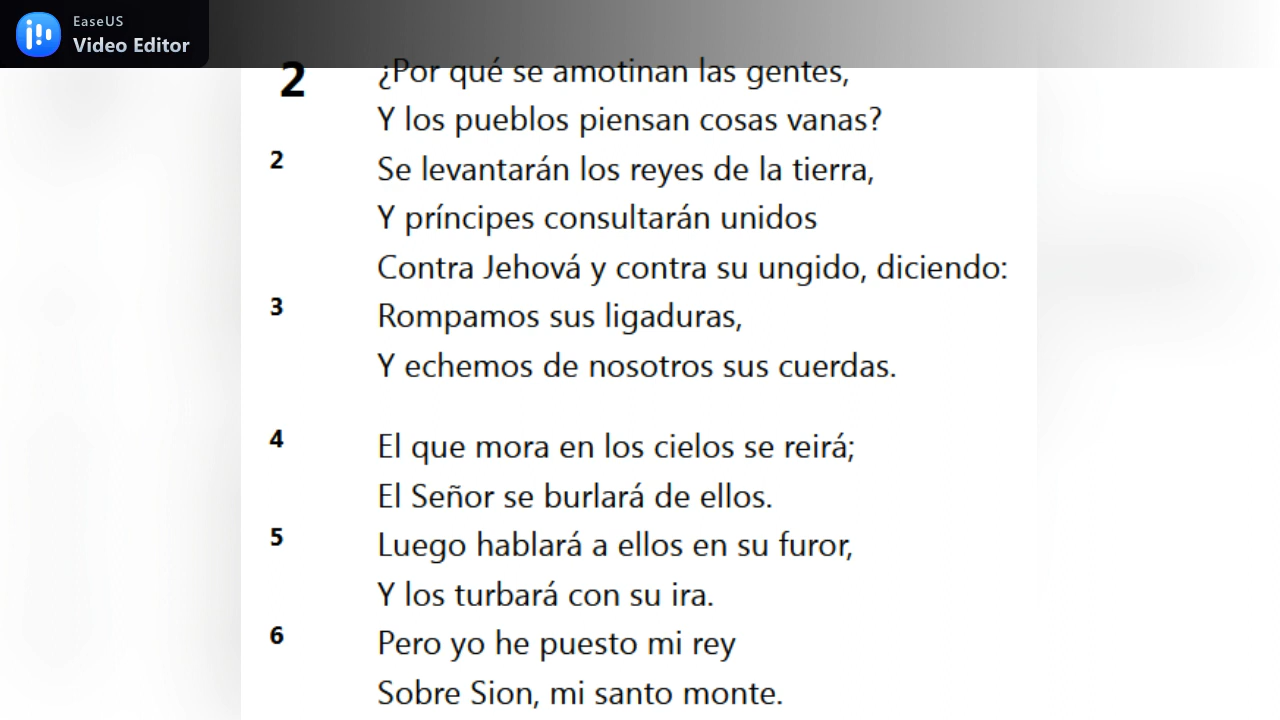 EaseUS
Video Editor
2 ¿Por qué se amotinan las gentes,
Y los pueblos piensan cosas vanas?
2 Se levantarán los reyes de la tierra,
Y príncipes consultarán unidos
Contra Jehová y contra su ungido, diciendo:
3 Rompamos sus ligaduras,
Y echemos de nosotros sus cuerdas.
4 El que mora en los cielos se reirá;
El Señor se burlará de ellos.
5 Luego hablará a ellos en su furor,
Y los turbará con su ira.
6 Pero yo he puesto mi rey
Sobre Sion, mi santo monte.